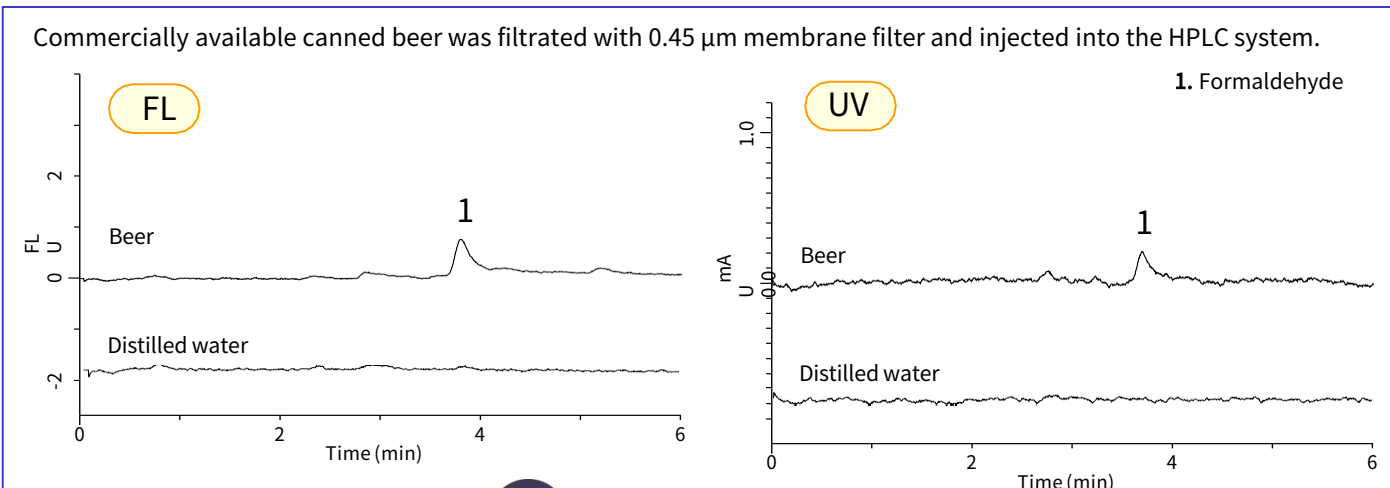 Commercially available canned beer was filtrated with 0.45 μm membrane filter and injected into the HPLC system.
1. Formaldehyde
FL
2
FL
U
0
-2
1
Beer
Distilled water
0 2 4 6
Time (min)
UV
1.0
mA
U
0.0
1
Beer
Distilled water
0 2 4 6
Time (min)